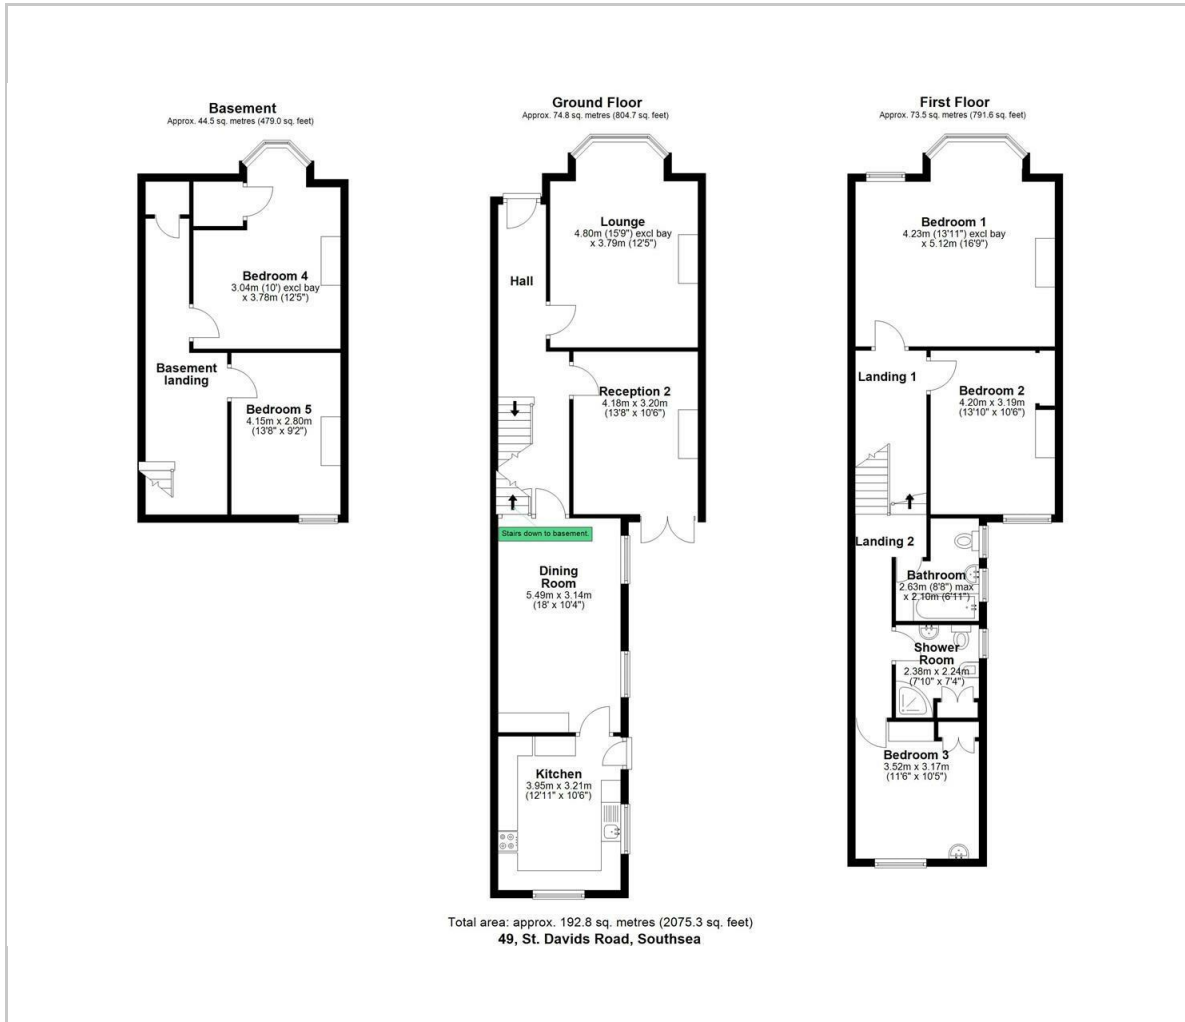 Basement
Approx. 44.5 sq. metres (479.0 sq. feet)
Bedroom 4
3.04m (10') excl bay
x 3.78m (12'5")
Basement
landing
Bedroom 5
4.15m x 2.80m
(13'8" x 9'2")
Ground Floor
Approx. 74.8 sq. metres (804.7 sq. feet)
Lounge
4.80m (15'9") excl bay
x 3.79m (12'5")
Hall
Reception 2
4.18m x 3.20m
(13'8" x 10'6")
Stairs down to basement.
Dining
Room
5.49m x 3.14m
(18' x 10'4")
Kitchen
3.95m x 3.21m
(12'11" x 10'6")
First Floor
Approx. 73.5 sq. metres (791.6 sq. feet)
Bedroom 1
4.23m (13'11") excl bay
x 5.12m (16'9")
Landing 1
Bedroom 2
4.20m x 3.19m
(13'10" x 10'6")
Landing 2
Bathroom
2.63m (8'8") max
x 2.10m (6'11")
Shower
Room
2.38m x 2.24m
(7'10" x 7'4")
Bedroom 3
3.52m x 3.17m
(11'6" x 10'5")
Total area: approx. 192.8 sq. metres (2075.3 sq. feet)
49, St. Davids Road, Southsea